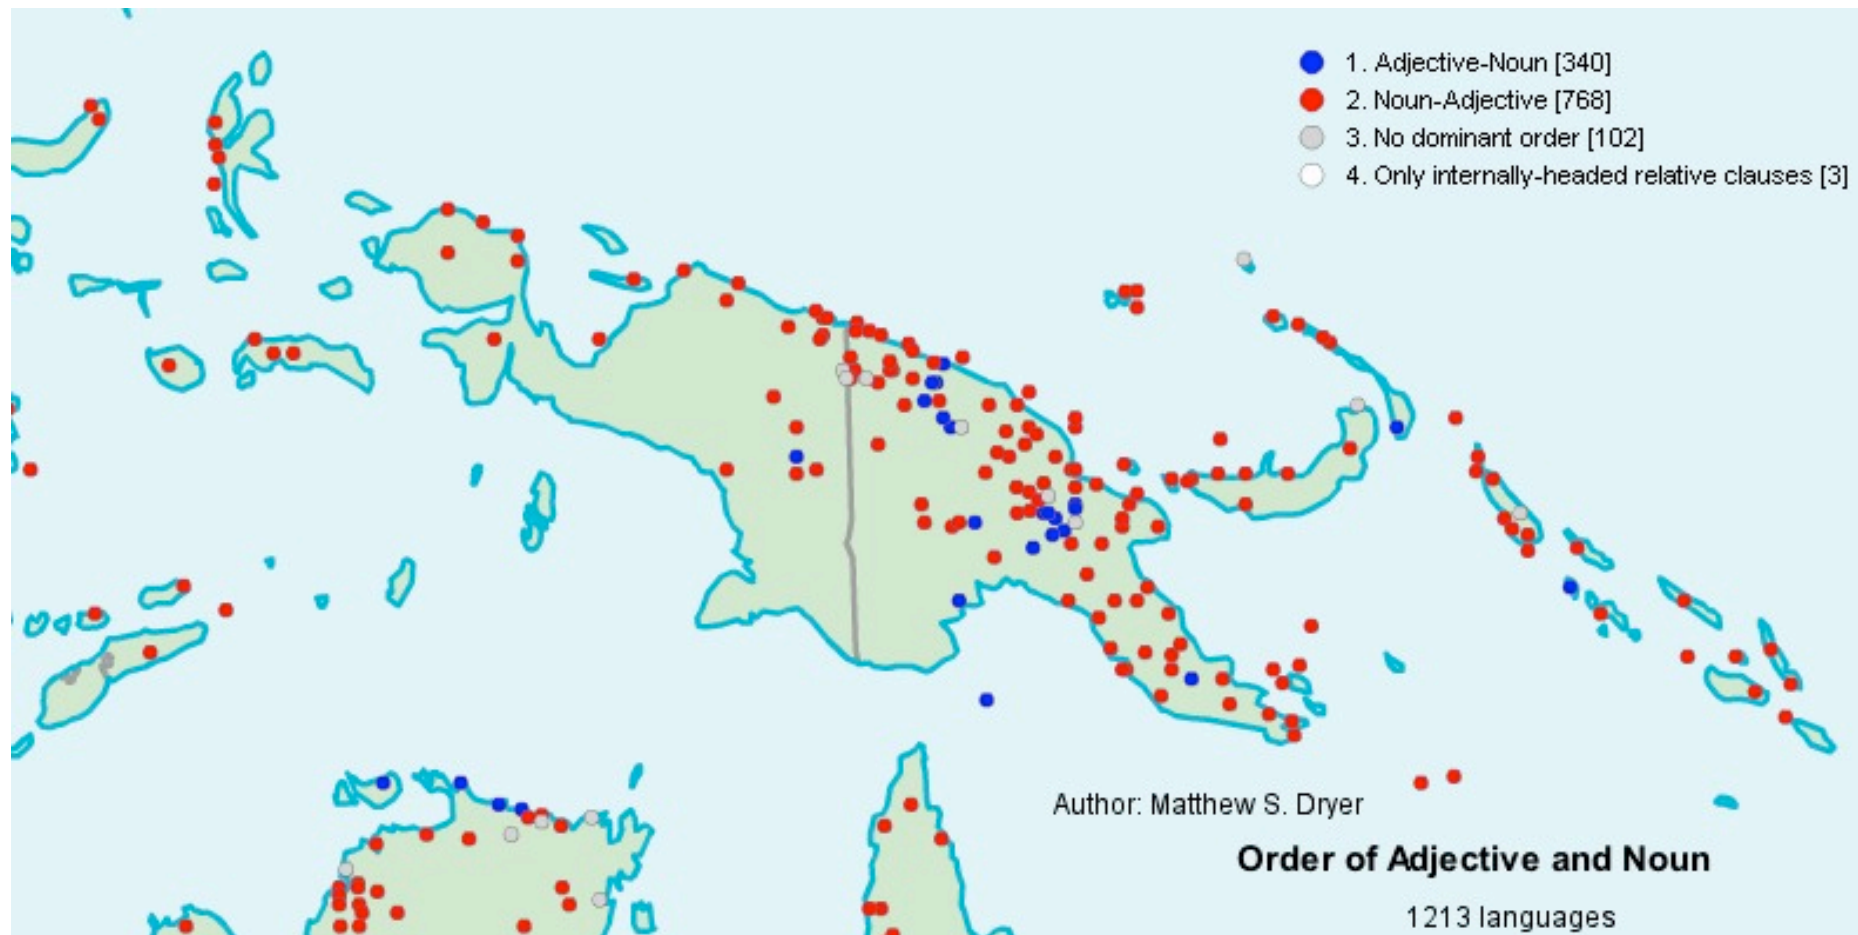 1. Adjective-Noun [340]
2. Noun-Adjective [768]
3. No dominant order [102]
4. Only internally-headed relative clauses [3]
Author: Matthew S. Dryer
Order of Adjective and Noun
1213 languages